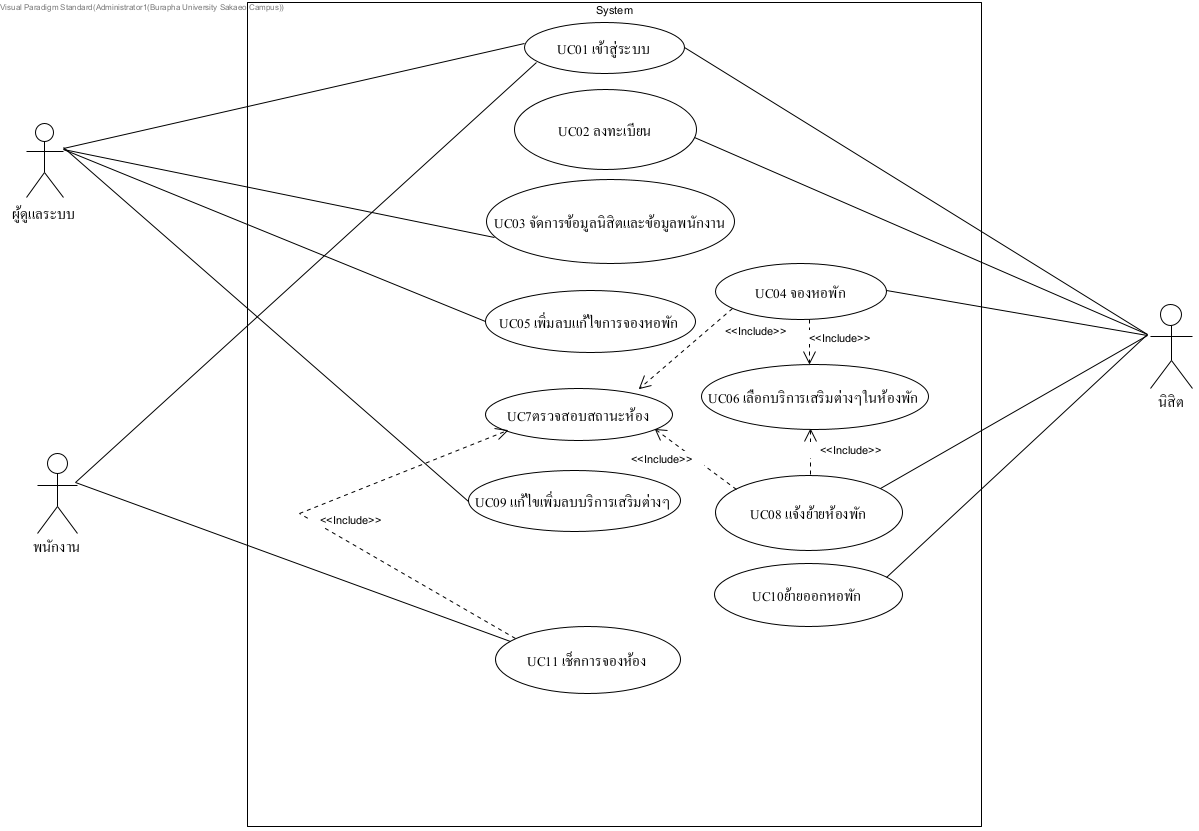 Visual Paradigm Standard(Administrator1(Burapha University Sakaeo Campus))
System
UC01 เข้าสู่ระบบ
UC02 ลงทะเบียน
ผู้ดูแลระบบ
UC03 จัดการข้อมูลนิสิตและข้อมูลพนักงาน
UC04 จองหอพัก
UC05 เพิ่มลบแก้ไขการจองหอพัก
<<Include>>
<<Include>>
UC06 เลือกบริการเสริมต่างๆในห้องพัก
นิสิต
UC7ตรวจสอบสถานะห้อง
<<Include>>
<<Include>>
UC09 แก้ไขเพิ่มลบบริการเสริมต่างๆ
UC08 แจ้งย้ายห้องพัก
<<Include>>
พนักงาน
UC10ย้ายออกหอพัก
UC11 เช็คการจองห้อง